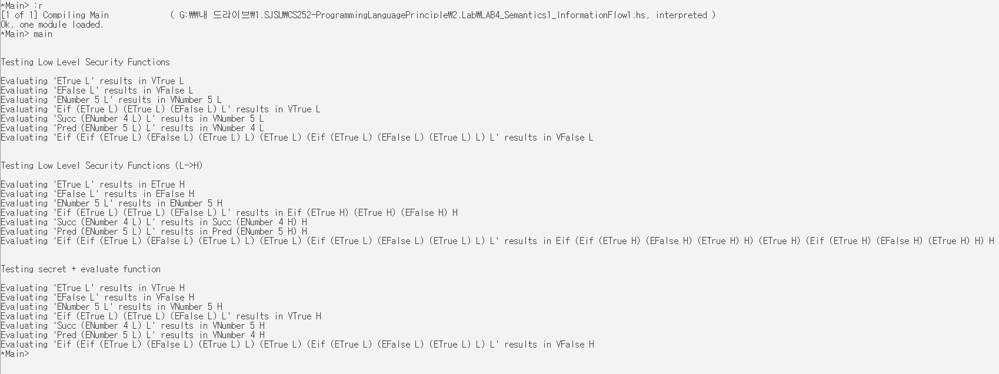 *Main> :r
[1 of 1] Compiling Main             ( G:₩₩내 드라이브₩1.SJSU₩CS252-ProgrammingLanguagePrinciple₩2.Lab₩LAB4_Semantics1_InformationFlow1.hs, interpreted )
Ok, one module loaded.
*Main> main
Testing Low Level Security Functions
Evaluating 'ETrue L' results in VTrue L
Evaluating 'EFalse L' results in VFalse L
Evaluating 'ENumber 5 L' results in VNumber 5 L
Evaluating 'Eif (ETrue L) (ETrue L) (EFalse L) L' results in VTrue L
Evaluating 'Succ (ENumber 4 L) L' results in VNumber 5 L
Evaluating 'Pred (ENumber 5 L) L' results in VNumber 4 L
Evaluating 'Eif (Eif (ETrue L) (EFalse L) (ETrue L) L) (ETrue L) (Eif (ETrue L) (EFalse L) (ETrue L) L) L' results in VFalse L
Testing Low Level Security Functions (L->H)
Evaluating 'ETrue L' results in ETrue H
Evaluating 'EFalse L' results in EFalse H
Evaluating 'ENumber 5 L' results in ENumber 5 H
Evaluating 'Eif (ETrue L) (ETrue L) (EFalse L) L' results in Eif (ETrue H) (ETrue H) (EFalse H) H
Evaluating 'Succ (ENumber 4 L) L' results in Succ (ENumber 4 H) H
Evaluating 'Pred (ENumber 5 L) L' results in Pred (ENumber 5 H) H
Evaluating 'Eif (Eif (ETrue L) (EFalse L) (ETrue L) L) (ETrue L) (Eif (ETrue L) (EFalse L) (ETrue L) L) L' results in Eif (Eif (ETrue H) (EFalse H) (ETrue H) H) (ETrue H) (Eif (ETrue H) (EFalse H) (ETrue H) H) H
Testing secret + evaluate function
Evaluating 'ETrue L' results in VTrue H
Evaluating 'EFalse L' results in VFalse H
Evaluating 'ENumber 5 L' results in VNumber 5 H
Evaluating 'Eif (ETrue L) (ETrue L) (EFalse L) L' results in VTrue H
Evaluating 'Succ (ENumber 4 L) L' results in VNumber 5 H
Evaluating 'Pred (ENumber 5 L) L' results in VNumber 4 H
Evaluating 'Eif (Eif (ETrue L) (EFalse L) (ETrue L) L) (ETrue L) (Eif (ETrue L) (EFalse L) (ETrue L) L) L' results in VFalse H
*Main>